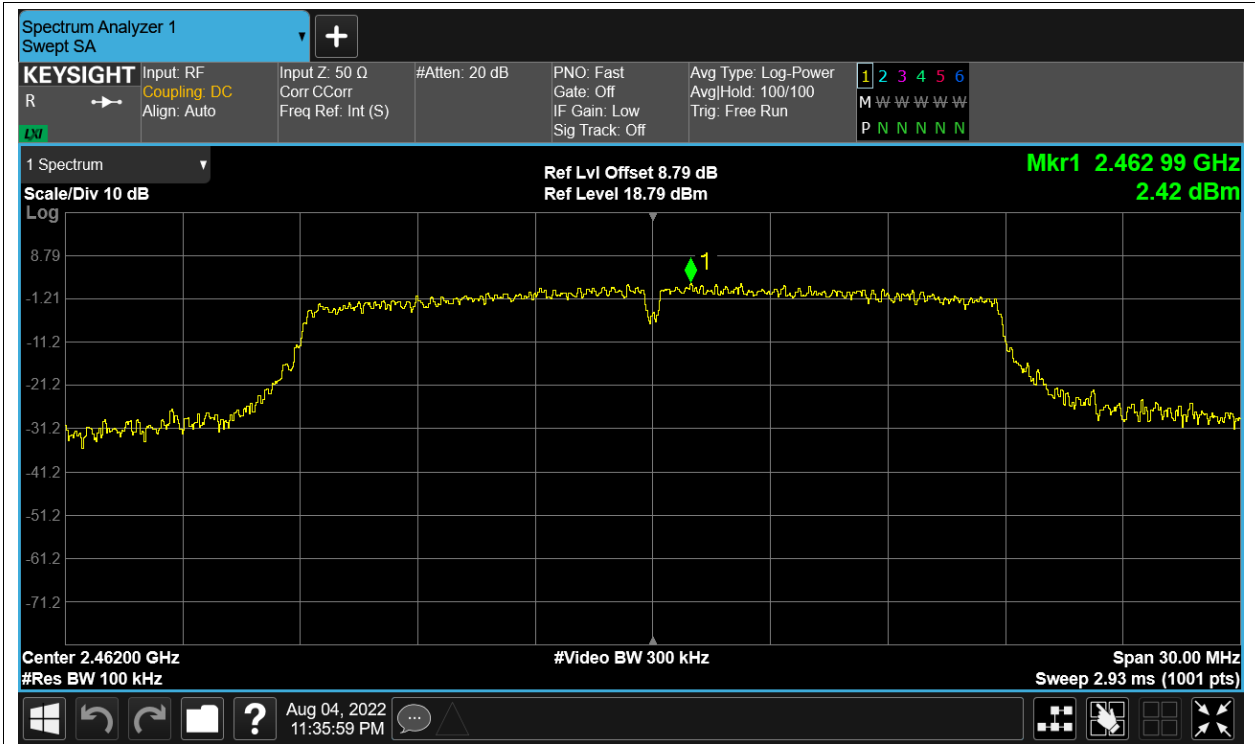 Spectrum Analyzer 1
Swept SA
KEYSIGHT
R
LXI
Input: RF
Coupling: DC
Align: Auto
Input Z: 50 Ω
Corr CCorr
Freq Ref: Int (S)
#Atten: 20 dB
PNO: Fast
Gate: Off
IF Gain: Low
Sig Track: Off
Avg Type: Log-Power
Avg|Hold: 100/100
Trig: Free Run
1 2 3 4 5 6
M W W W W W
P N N N N N
1 Spectrum
Scale/Div 10 dB
Log
Ref Lvl Offset 8.79 dB
Ref Level 18.79 dBm
Mkr1 2.462 99 GHz
2.42 dBm
1
8.79
-1.21
-11.2
-21.2
-31.2
-41.2
-51.2
-61.2
-71.2
Center 2.46200 GHz
#Res BW 100 kHz
#Video BW 300 kHz
Span 30.00 MHz
Sweep 2.93 ms (1001 pts)
?
Aug 04, 2022
11:35:59 PM